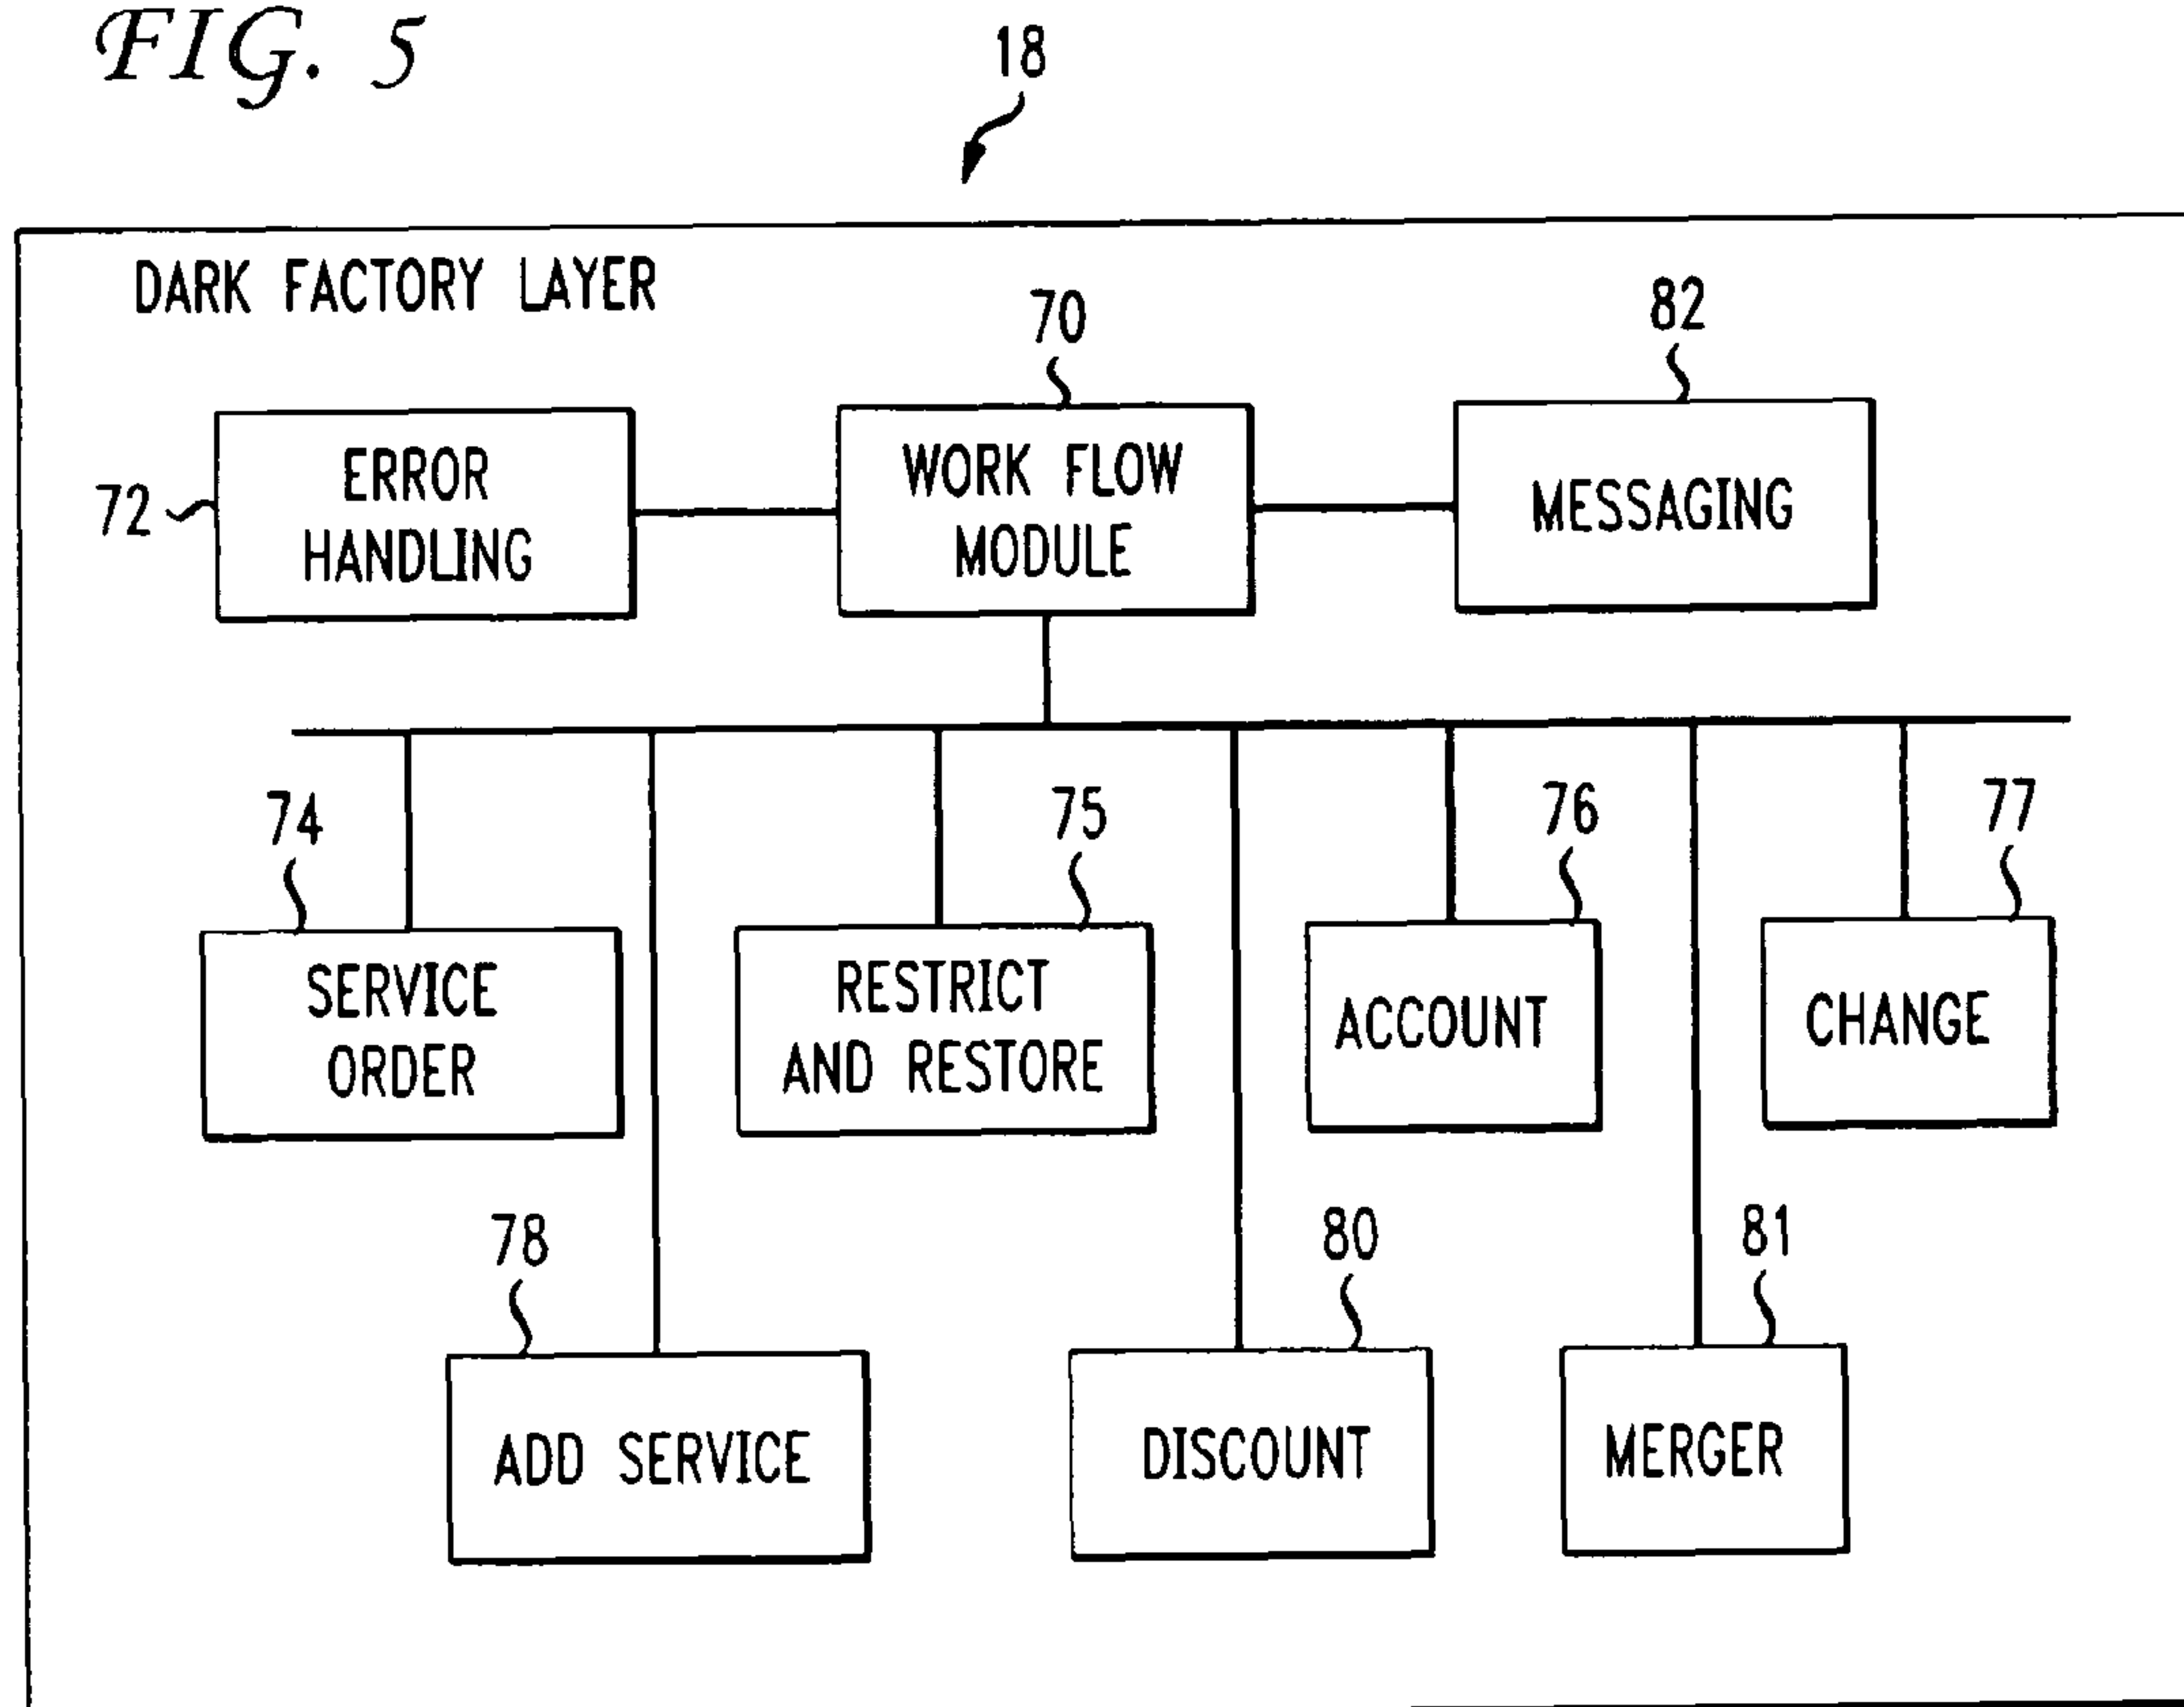 FIG. 5
18
DARK FACTORY LAYER
70
82
72
ERROR
HANDLING
WORK FLOW
MODULE
MESSAGING
74
75
76
77
SERVICE
ORDER
RESTRICT
AND RESTORE
ACCOUNT
CHANGE
78
80
81
ADD SERVICE
DISCOUNT
MERGER